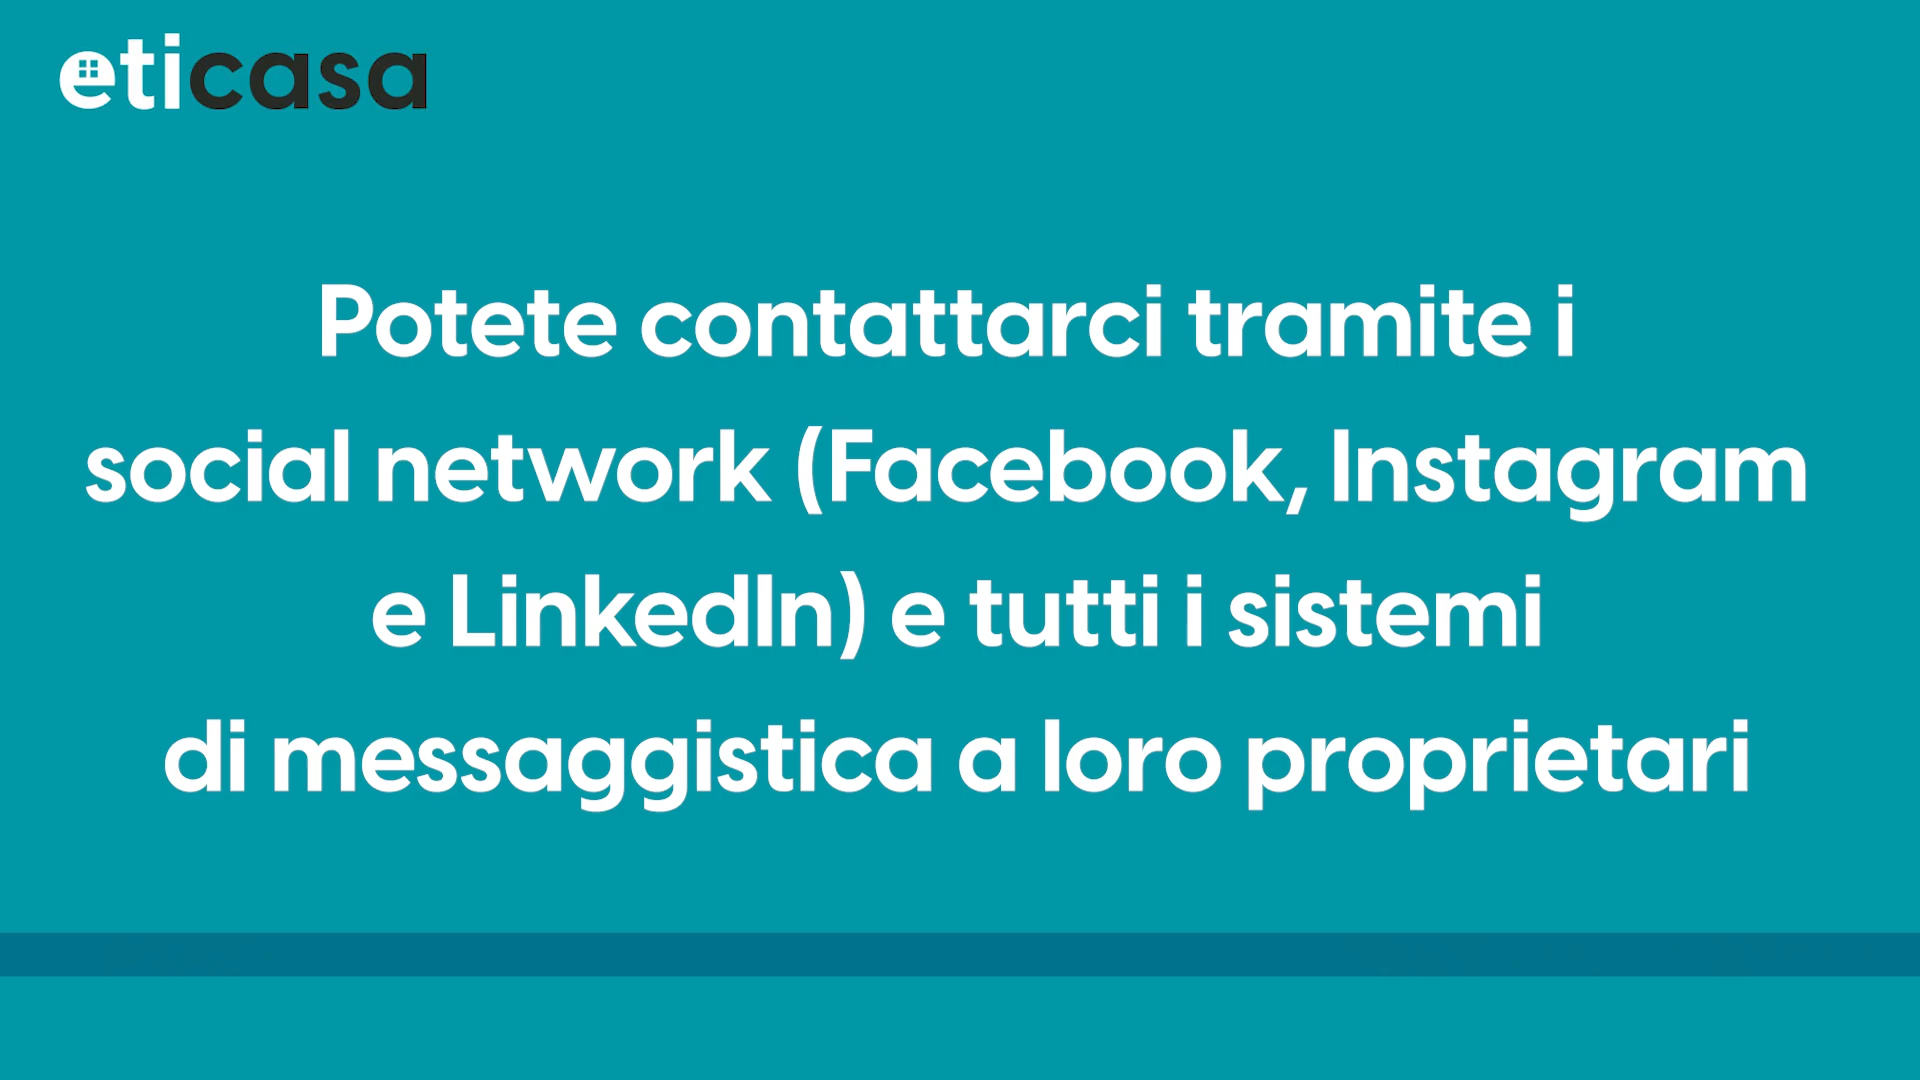 eticasa
Potete contattarci tramite i
social network (Facebook, Instagram
e LinkedIn) e tutti i sistemi
di messaggistica a loro proprietari